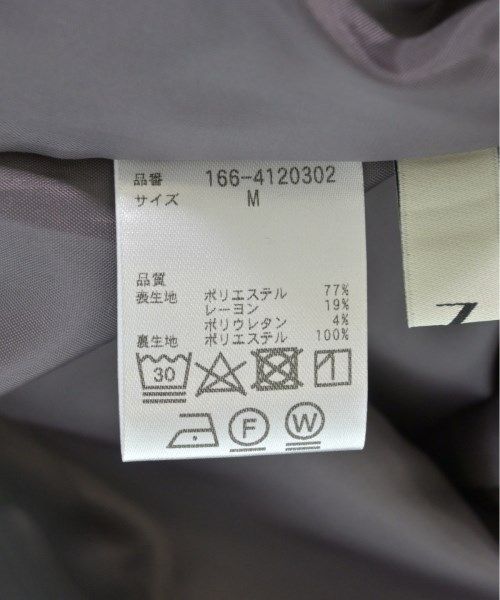 品番 166-4120302
サイズ M
品質
表生地 ポリエステル 77%
レーヨン 19%
ポリウレタン 4%
裏生地 ポリエステル 100%
30
F W